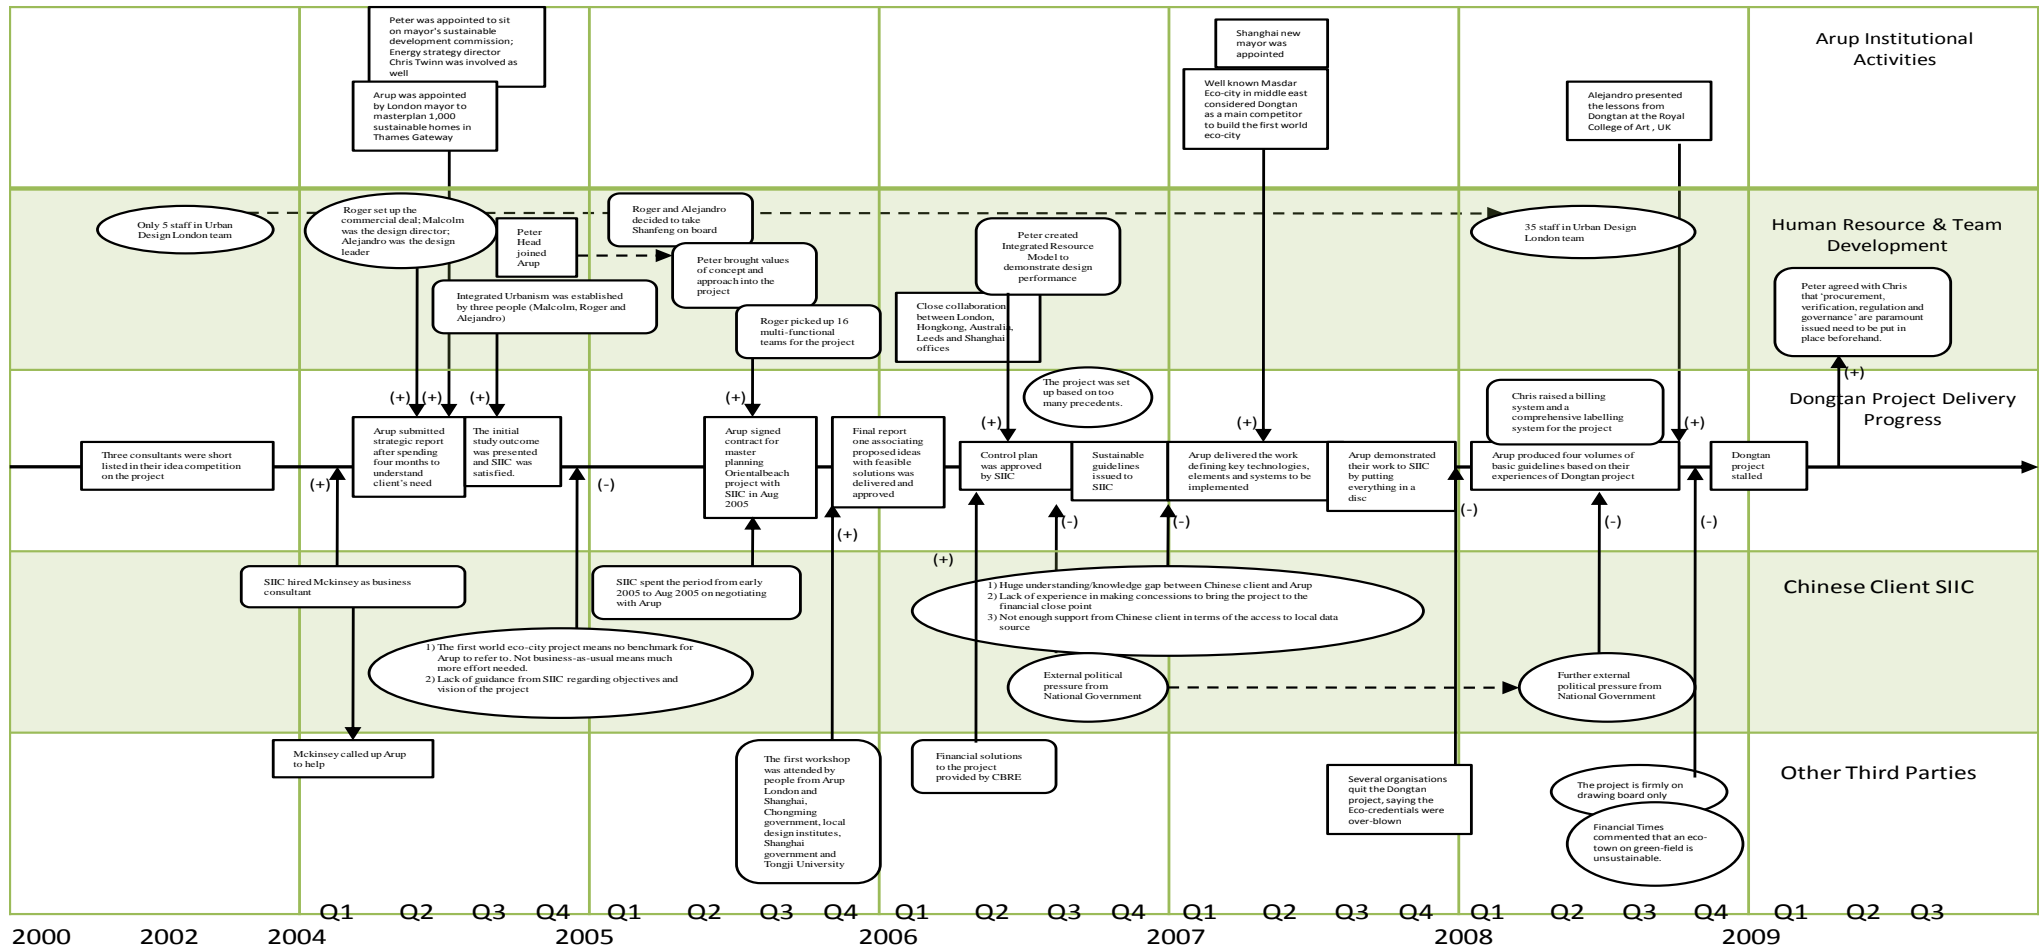 Peter was appointed to sit
on mayor's sustainable
development commission;
Energy strategy director
Chris Twinn was involved as
well
Arup was appointed
by London mayor to
masterplan 1,000
sustainable homes in
Thames Gateway
Shanghai new
mayor was
appointed
Well known Masdar
Eco-city in middle east
considered Dongtan
as a main competitor
to build the first world
eco-city
Alejandro presented
the lessons from
Dongtan at the Royal
College of Art , UK
Arup Institutional
Activities
Only 5 staff in Urban
Design London team
Roger set up the
commercial deal; Malcolm
was the design director;
Alejandro was the design
leader
Peter
Head
joined
Arup
Integrated Urbanism was established
by three people (Malcolm, Roger and
Alejandro)
Roger and Alejandro
decided to take
Shanfeng on board
Peter brought values
of concept and
approach into the
project
Roger picked up 16
multi-functional
teams for the project
Close collaboration
between London,
Hongkong, Australia,
Leeds and Shanghai
offices
Peter created
Integrated Resource
Model to
demonstrate design
performance
35 staff in Urban Design
London team
Human Resource & Team
Development
Peter agreed with Chris
that 'procurement,
verification, regulation and
governance' are paramount
issued need to be put in
place beforehand.
The project was set
up based on too
many precedents.
Chris raised a billing
system and a
comprehensive labelling
system for the project
Dongtan Project Delivery
Progress
(+)
(+)
(+)
(+)
(+)
(+)
(+)
(+)
Three consultants were short
listed in their idea competition
on the project
Arup submitted
strategic report
after spending
four months to
understand
client's need
The initial
study outcome
was presented
and SIIC was
satisfied.
Arup signed
contract for
master
planning
Orientalbeach
project with
SIIC in Aug
2005
Final report
one associating
proposed ideas
with feasible
solutions was
delivered and
approved
Control plan
was approved
by SIIC
Sustainable
guidelines
issued to
SIIC
Arup delivered the work
defining key technologies,
elements and systems to be
implemented
Arup demonstrated
their work to SIIC
by putting
everything in a
disc
Arup produced four volumes of
basic guidelines based on their
experiences of Dongtan project
Dongtan
project
stalled
(+)
(-)
(+)
(+)
(-)
(-)
(-)
(-)
(-)
SIIC hired Mckinsey as business
consultant
SIIC spent the period from early
2005 to Aug 2005 on negotiating
with Arup
1) The first world eco-city project means no benchmark for
Arup to refer to. Not business-as-usual means much
more effort needed.
2) Lack of guidance from SIIC regarding objectives and
vision of the project
1) Huge understanding/knowledge gap between Chinese client and Arup
2) Lack of experience in making concessions to bring the project to the
financial close point
3) Not enough support from Chinese client in terms of the access to local data
source
External political
pressure from
National Government
Further external
political pressure from
National Government
Chinese Client SIIC
Mckinsey called up Arup
to help
The first workshop
was attended by
people from Arup
London and
Shanghai,
Chongming
government, local
design institutes,
Shanghai
government and
Tongji University
Financial solutions
to the project
provided by CBRE
Several organisations
quit the Dongtan
project, saying the
Eco-credentials were
over-blown
The project is firmly on
drawing board only
Financial Times
commented that an eco-
town on green-field is
unsustainable.
Other Third Parties
Q1 Q2 Q3 Q4 Q1 Q2 Q3 Q4 Q1 Q2 Q3 Q4 Q1 Q2 Q3 Q4 Q1 Q2 Q3 Q4 Q1 Q2 Q3
2000 2002 2004 2005 2006 2007 2008 2009